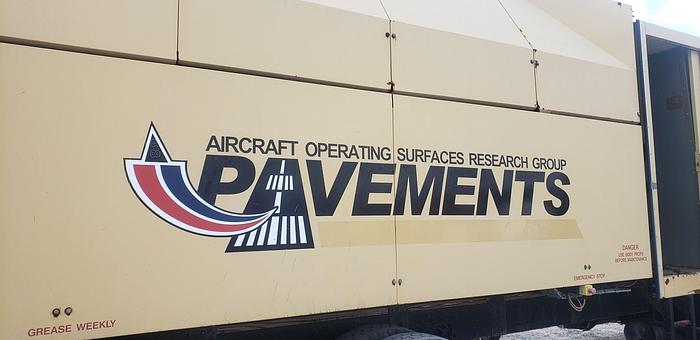 AIRCRAFT OPERATING SURFACES RESEARCH GROUP
PAVEMENTS
DANGER
USE BODY PROPS
BEFORE MAINTENANCE
EMERGENCY STOP
GREASE WEEKLY